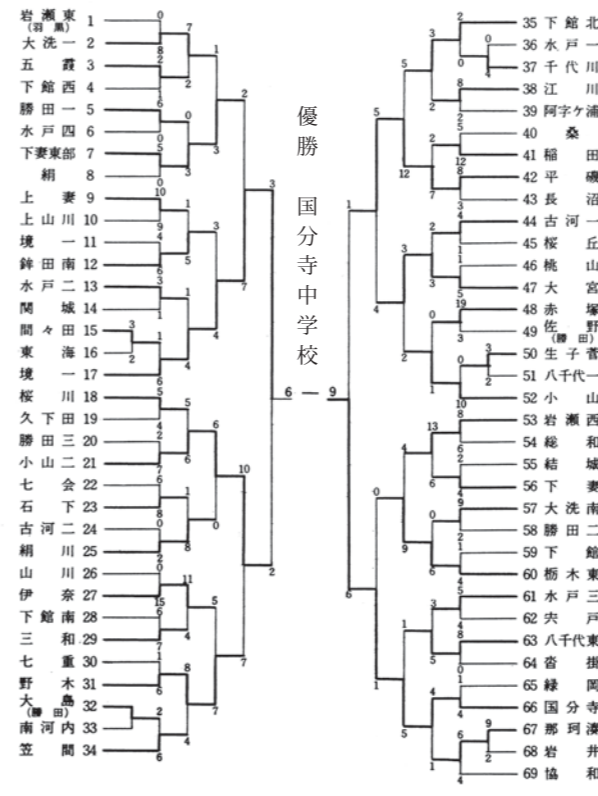 優勝 国分寺中学校
6 ― 9
岩瀬東 1
(羽黒)
大洗一 2
五霞 3
下館西 4
勝田一 5
水戸四 6
下妻東部 7
絹 8
上妻 9
上山川 10
境一 11
鉾田南 12
水戸二 13
関城 14
間々田 15
東海 16
境一 17
桜川 18
久下田 19
勝田三 20
小山二 21
七会 22
石下 23
古河二 24
絹川 25
山川 26
伊奈 27
下館南 28
三和 29
七重 30
野木 31
大島 32
(勝田)
南河内 33
笠間 34
35 下館北
36 水戸一
37 千代川
38 江川
39 阿字ケ浦
40 桑
41 稲田
42 平磯
43 長沼
44 古河一
45 桜丘
46 桃山
47 大宮
48 赤塚
49 佐野
(勝田)
50 生子菅
51 八千代一
52 小山
53 岩瀬西
54 総和
55 結城
56 下妻
57 大洗南
58 勝田二
59 下館
60 栃木東
61 水戸三
62 宍戸
63 八千代東
64 沓掛
65 緑岡
66 国分寺
67 那珂湊
68 岩井
69 協和